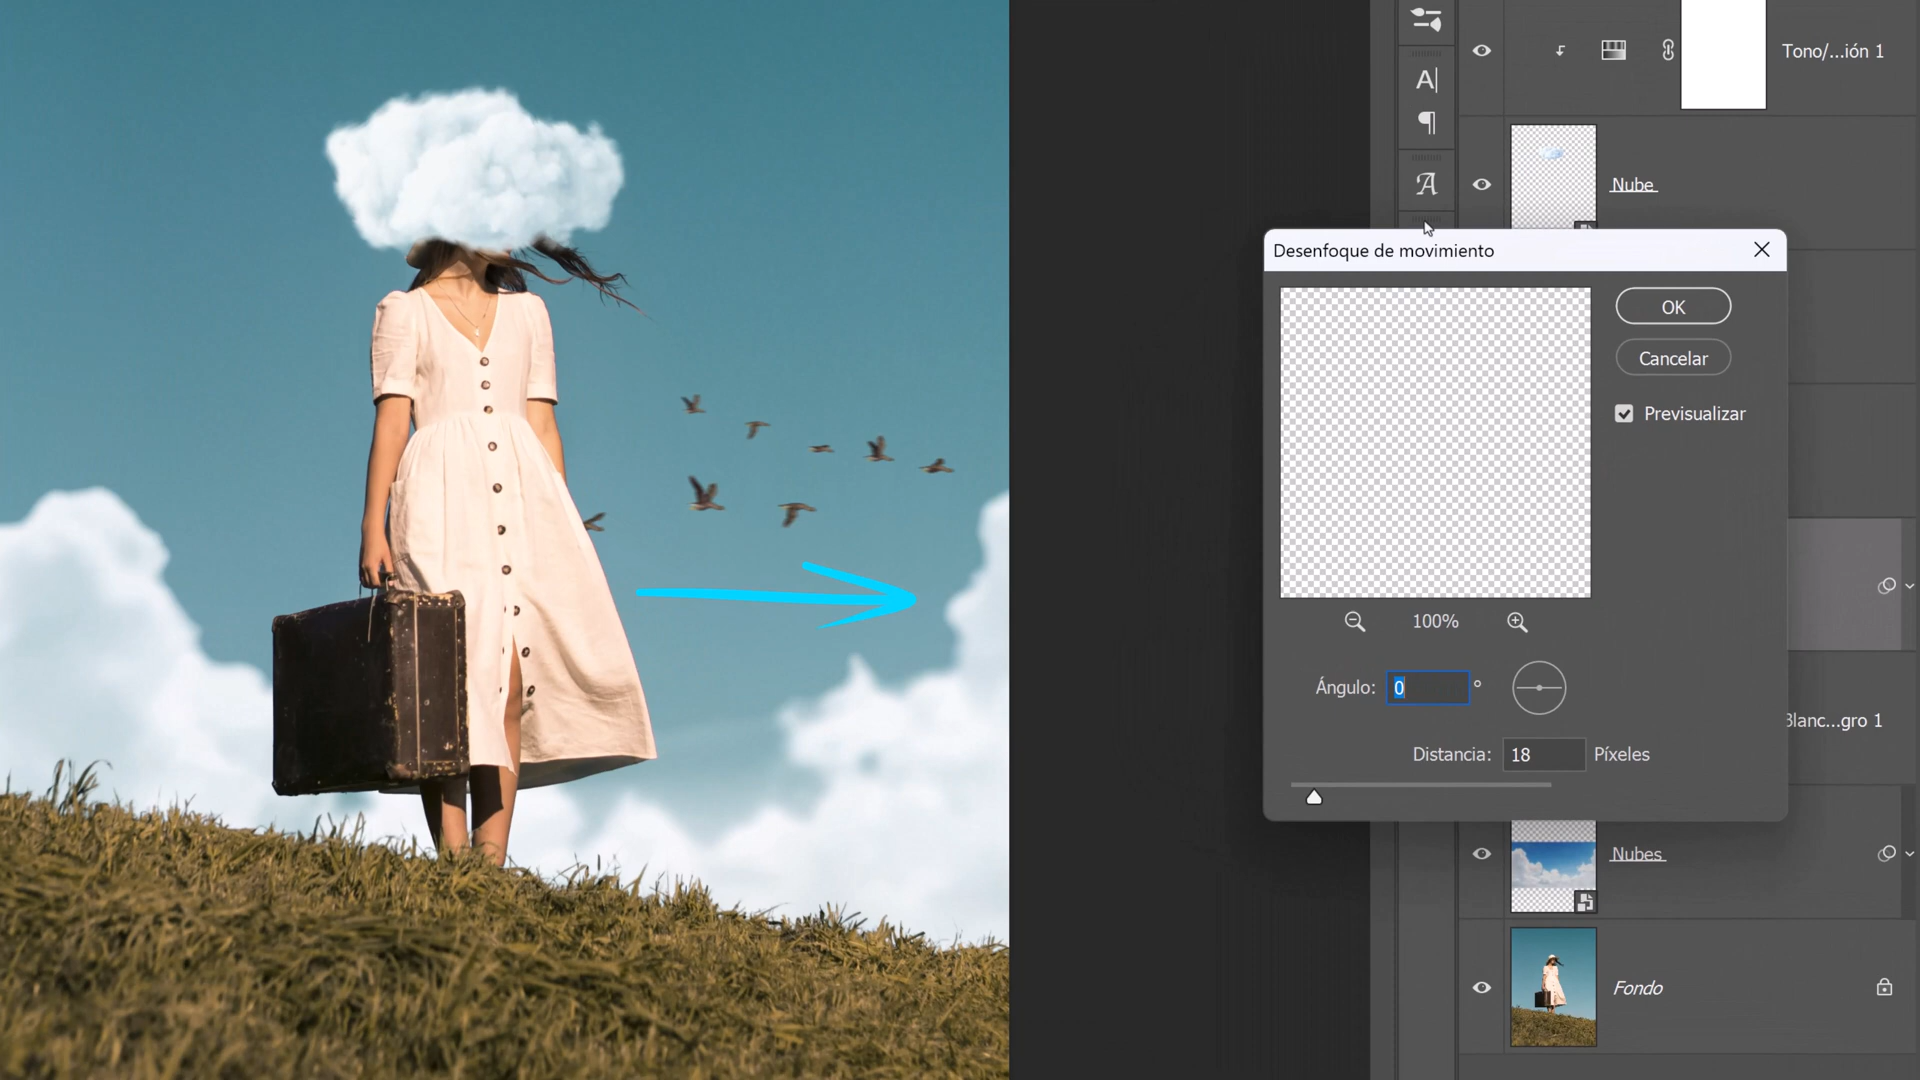 Tono/...ión 1
Nube
Desenfoque de movimiento
OK
Cancelar
Previsualizar
100%
Ángulo: 0 °
Blanc...gro 1
Distancia: 18 Píxeles
Nubes
Fondo